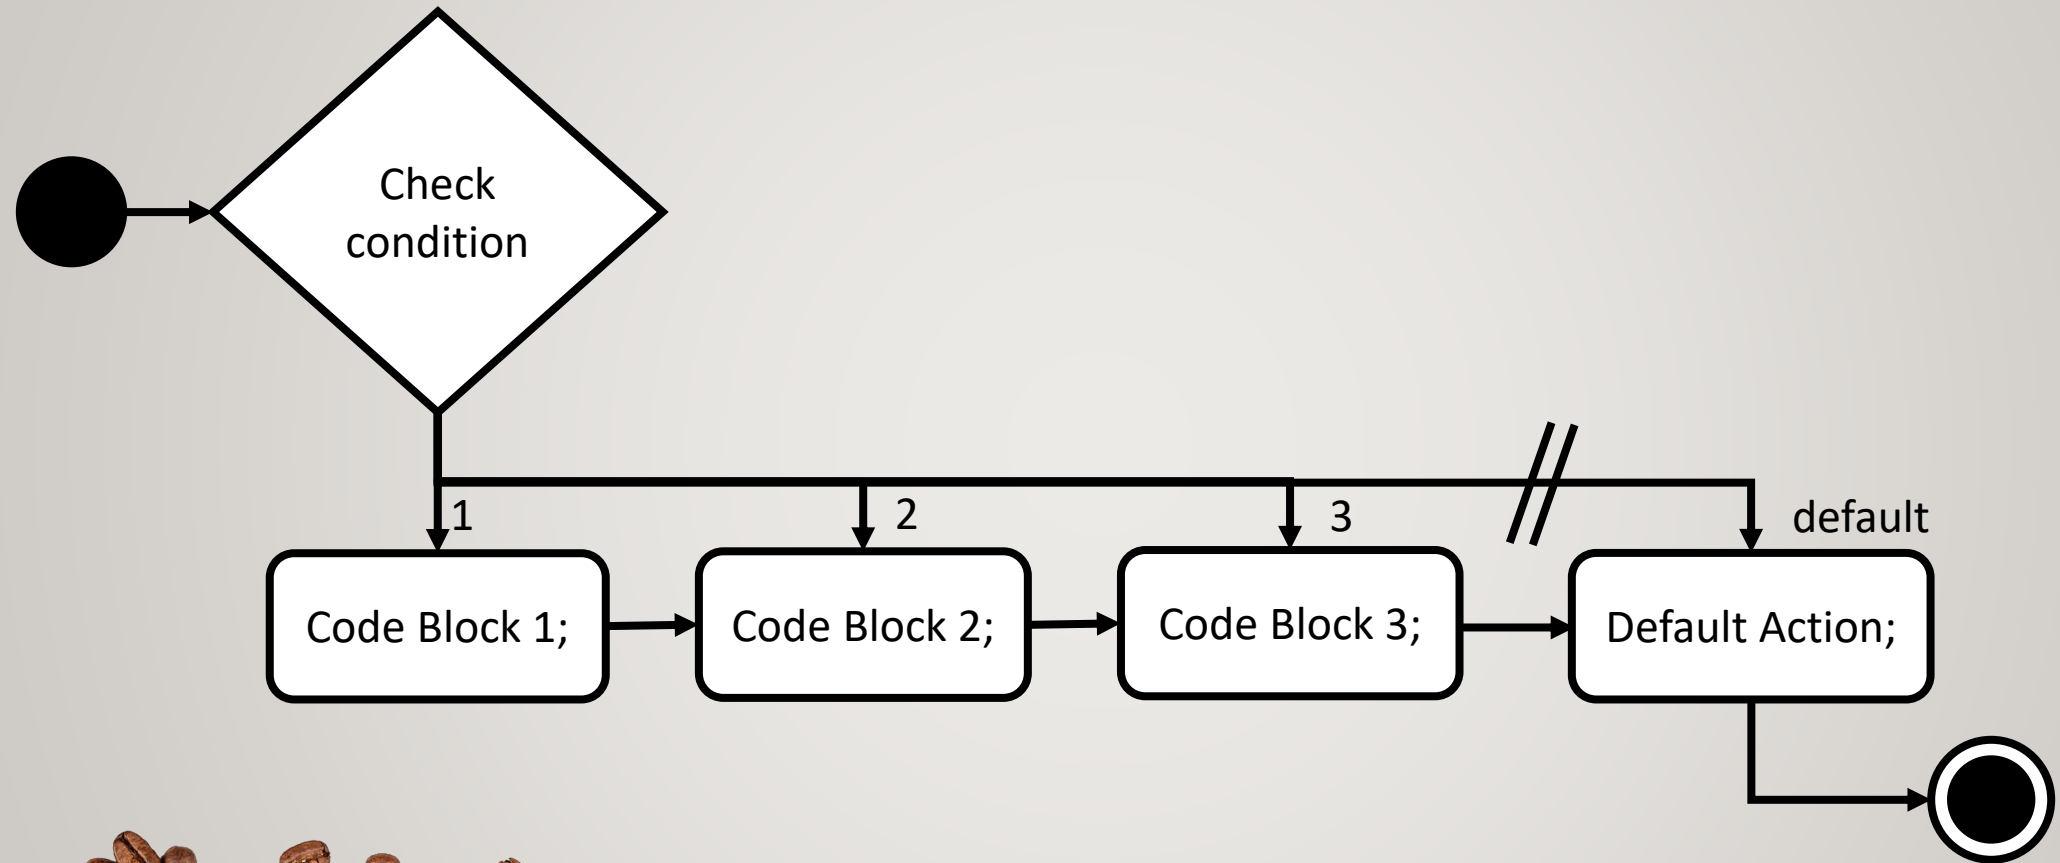 Check
condition
1
2
3
default
Code Block 1;
Code Block 2;
Code Block 3;
Default Action;